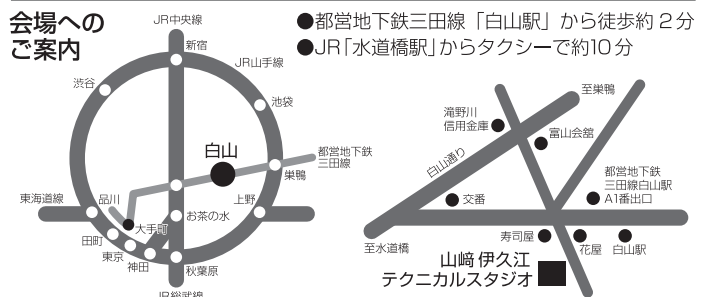 会場への
ご案内
●都営地下鉄三田線「白山駅」から徒歩約2分
●JR「水道橋駅」からタクシーで約10分
JR中央線
新宿
JR山手線
渋谷
池袋
白山
都営地下鉄
三田線
巣鴨
東海道線
品川
上野
大手町
お茶の水
田町
東京
神田
秋葉原
JR総武線
至巣鴨
滝野川
信用金庫
富山会舘
白山通り
都営地下鉄
三田線白山駅
A1番出口
交番
至水道橋
寿司屋
花屋
白山駅
山﨑 伊久江
テクニカルスタジオ